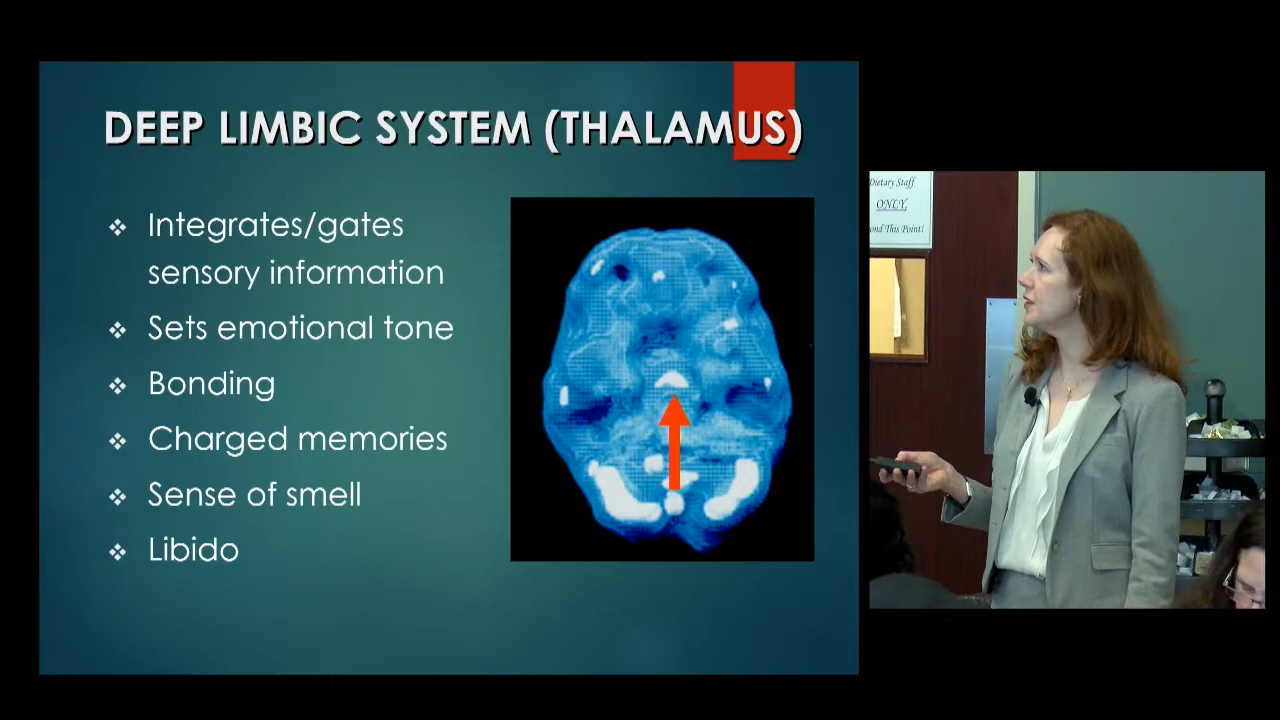 DEEP LIMBIC SYSTEM (THALAMUS)
Integrates/gates
sensory information
Sets emotional tone
Bonding
Charged memories
Sense of smell
Libido
Dietary Staff
ONLY,
ond This Point!